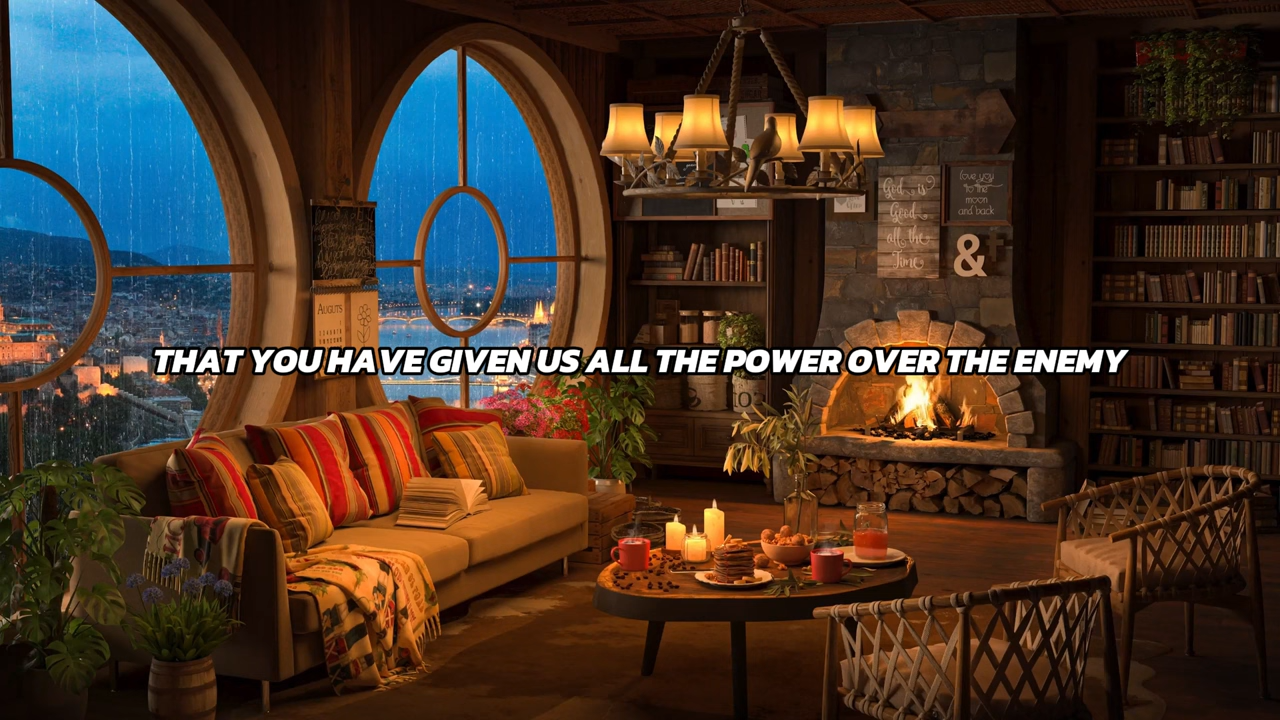 THAT YOU HAVE GIVEN US ALL THE POWER OVER THE ENEMY
God is
Good
all the
Time
love you
to the
moon
and back
&
AUGUTS